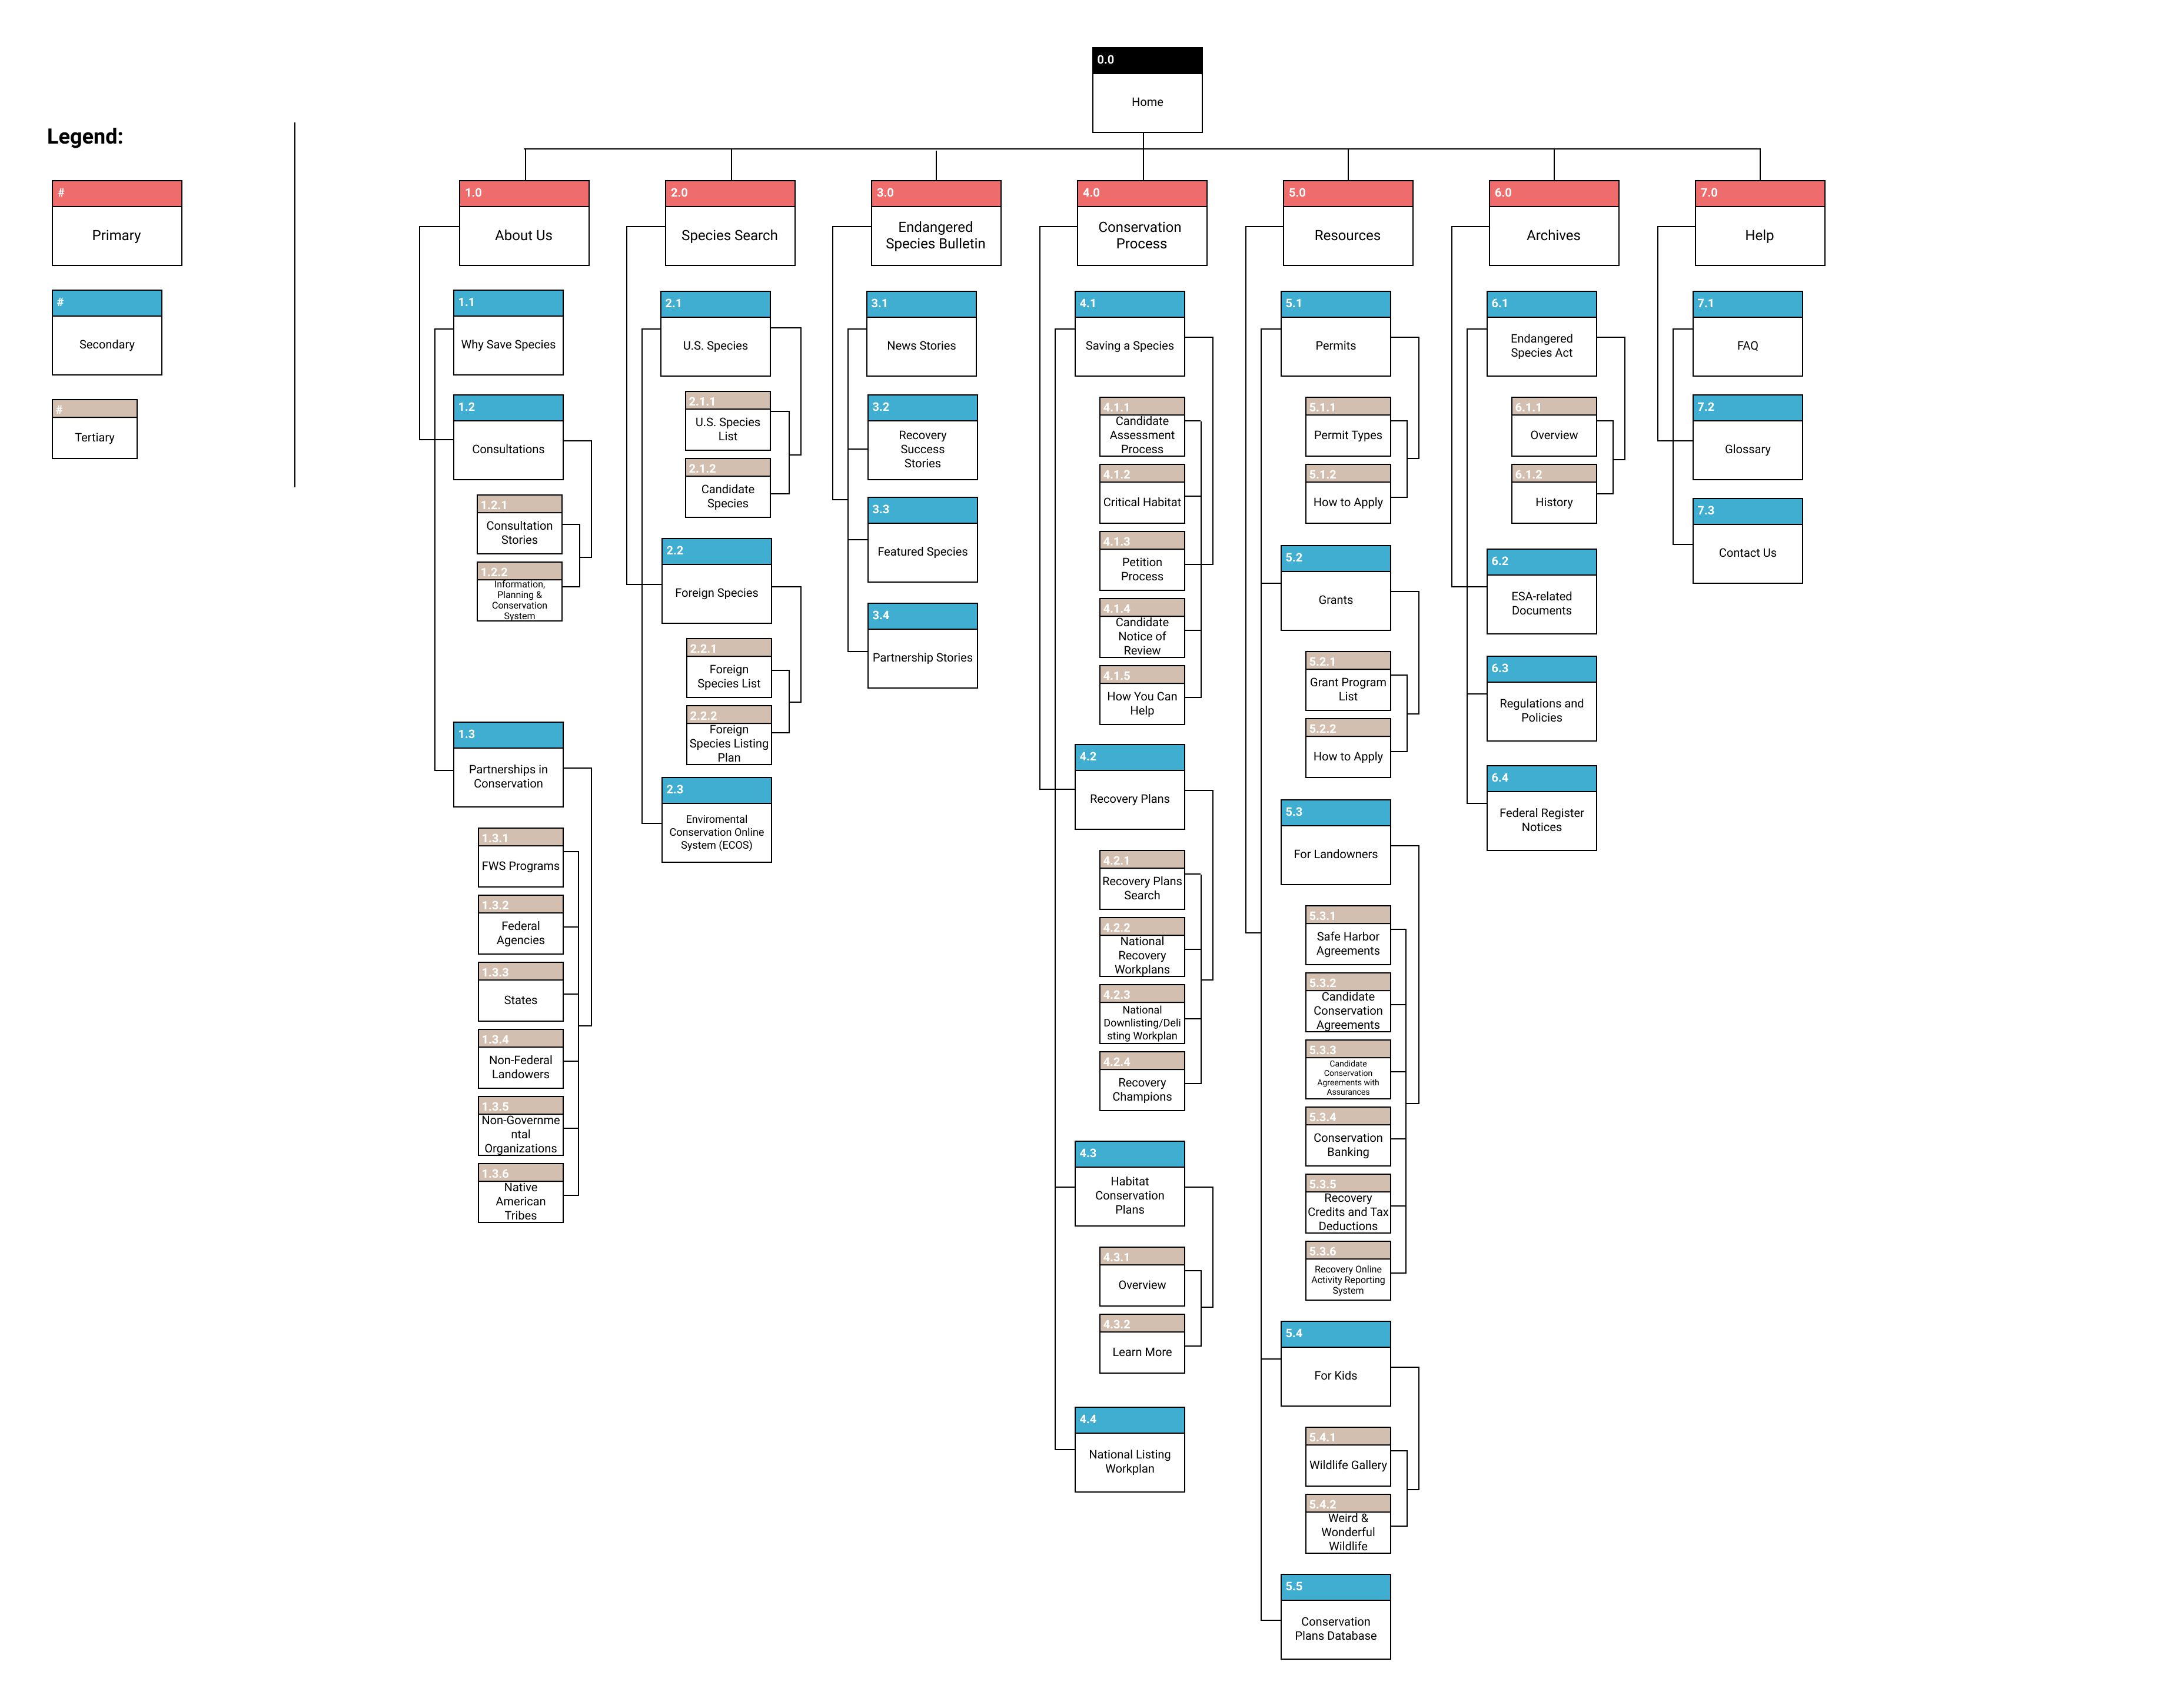 0.0
Home
Legend:
#
Primary
#
Secondary
#
Tertiary
1.0
About Us
1.1
Why Save Species
1.2
Consultations
1.2.1
Consultation
Stories
1.2.2
Information,
Planning &
Conservation
System
1.3
Partnerships in
Conservation
1.3.1
FWS Programs
1.3.2
Federal
Agencies
1.3.3
States
1.3.4
Non-Federal
Landowers
1.3.5
Non-Governme
ntal
Organizations
1.3.6
Native
American
Tribes
2.0
Species Search
2.1
U.S. Species
2.1.1
U.S. Species
List
2.1.2
Candidate
Species
2.2
Foreign Species
2.2.1
Foreign
Species List
2.2.2
Foreign
Species Listing
Plan
2.3
Enviromental
Conservation Online
System (ECOS)
3.0
Endangered
Species Bulletin
3.1
News Stories
3.2
Recovery
Success
Stories
3.3
Featured Species
3.4
Partnership Stories
4.0
Conservation
Process
4.1
Saving a Species
4.1.1
Candidate
Assessment
Process
4.1.2
Critical Habitat
4.1.3
Petition
Process
4.1.4
Candidate
Notice of
Review
4.1.5
How You Can
Help
4.2
Recovery Plans
4.2.1
Recovery Plans
Search
4.2.2
National
Recovery
Workplans
4.2.3
National
Downlisting/Deli
sting Workplan
4.2.4
Recovery
Champions
4.3
Habitat
Conservation
Plans
4.3.1
Overview
4.3.2
Learn More
4.4
National Listing
Workplan
5.0
Resources
5.1
Permits
5.1.1
Permit Types
5.1.2
How to Apply
5.2
Grants
5.2.1
Grant Program
List
5.2.2
How to Apply
5.3
For Landowners
5.3.1
Safe Harbor
Agreements
5.3.2
Candidate
Conservation
Agreements
5.3.3
Candidate
Conservation
Agreements with
Assurances
5.3.4
Conservation
Banking
5.3.5
Recovery
Credits and Tax
Deductions
5.3.6
Recovery Online
Activity Reporting
System
5.4
For Kids
5.4.1
Wildlife Gallery
5.4.2
Weird &
Wonderful
Wildlife
5.5
Conservation
Plans Database
6.0
Archives
6.1
Endangered
Species Act
6.1.1
Overview
6.1.2
History
6.2
ESA-related
Documents
6.3
Regulations and
Policies
6.4
Federal Register
Notices
7.0
Help
7.1
FAQ
7.2
Glossary
7.3
Contact Us